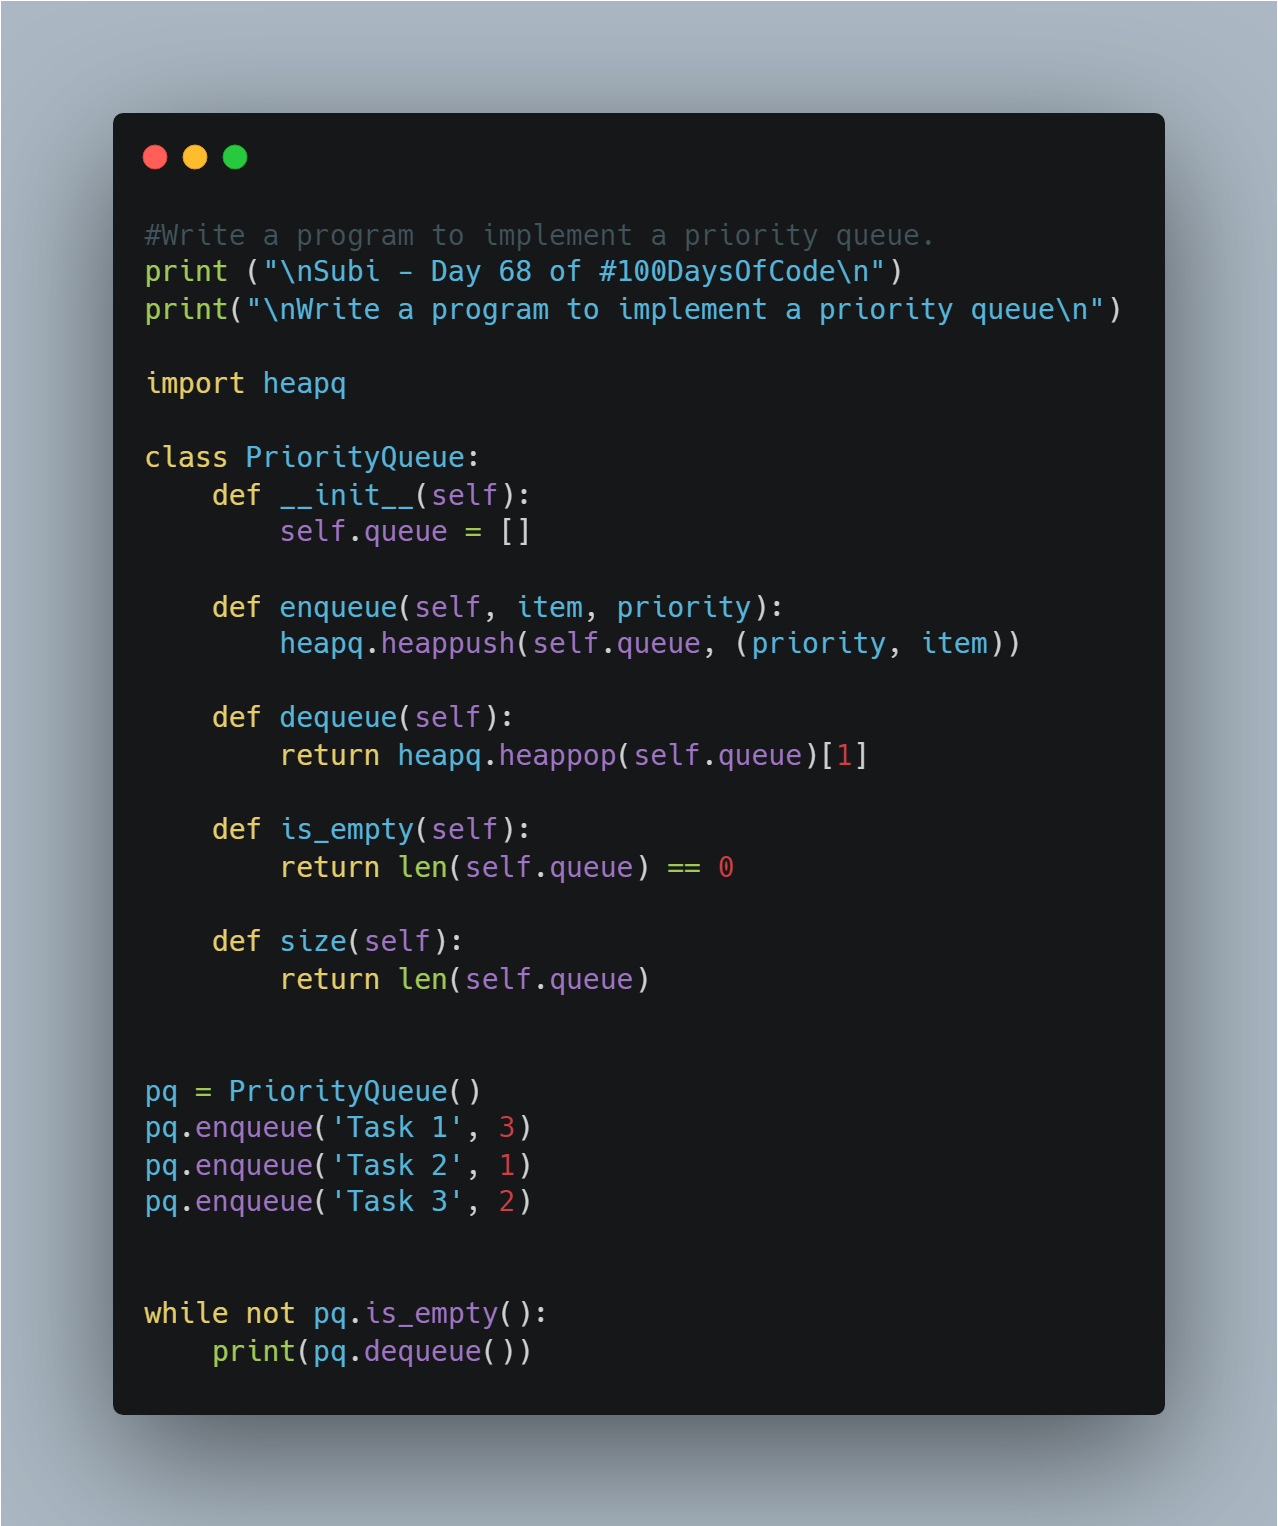 #Write a program to implement a priority queue.
print ("\nSubi - Day 68 of #100DaysOfCode\n")
print("\nWrite a program to implement a priority queue\n")

import heapq

class PriorityQueue:
    def __init__(self):
        self.queue = []

    def enqueue(self, item, priority):
        heapq.heappush(self.queue, (priority, item))

    def dequeue(self):
        return heapq.heappop(self.queue)[1]

    def is_empty(self):
        return len(self.queue) == 0

    def size(self):
        return len(self.queue)


pq = PriorityQueue()
pq.enqueue('Task 1', 3)
pq.enqueue('Task 2', 1)
pq.enqueue('Task 3', 2)


while not pq.is_empty():
    print(pq.dequeue())